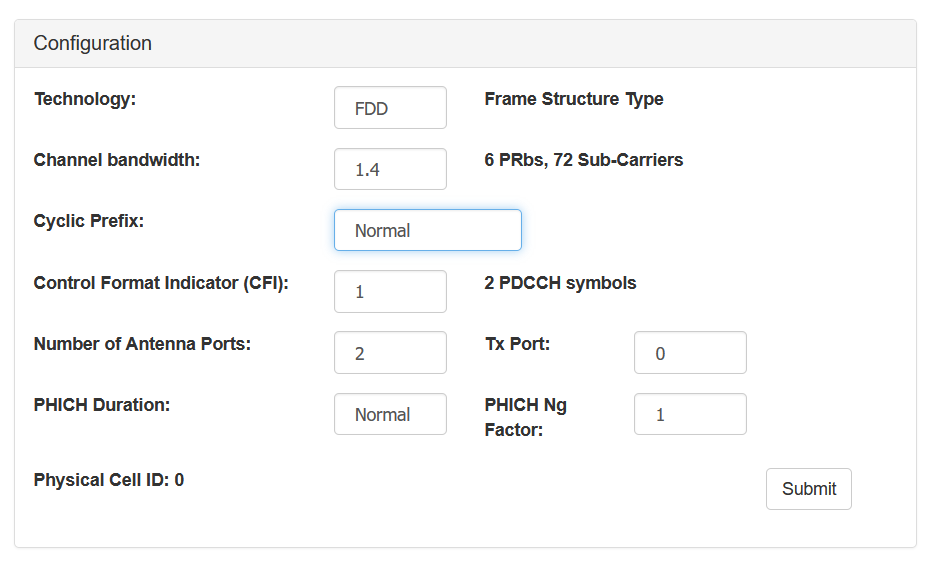 Configuration
Technology: FDD Frame Structure Type
Channel bandwidth: 1.4 6 PRbs, 72 Sub-Carriers
Cyclic Prefix: Normal
Control Format Indicator (CFI): 1 2 PDCCH symbols
Number of Antenna Ports: 2 Tx Port: 0
PHICH Duration: Normal PHICH Ng Factor: 1
Physical Cell ID: 0 Submit